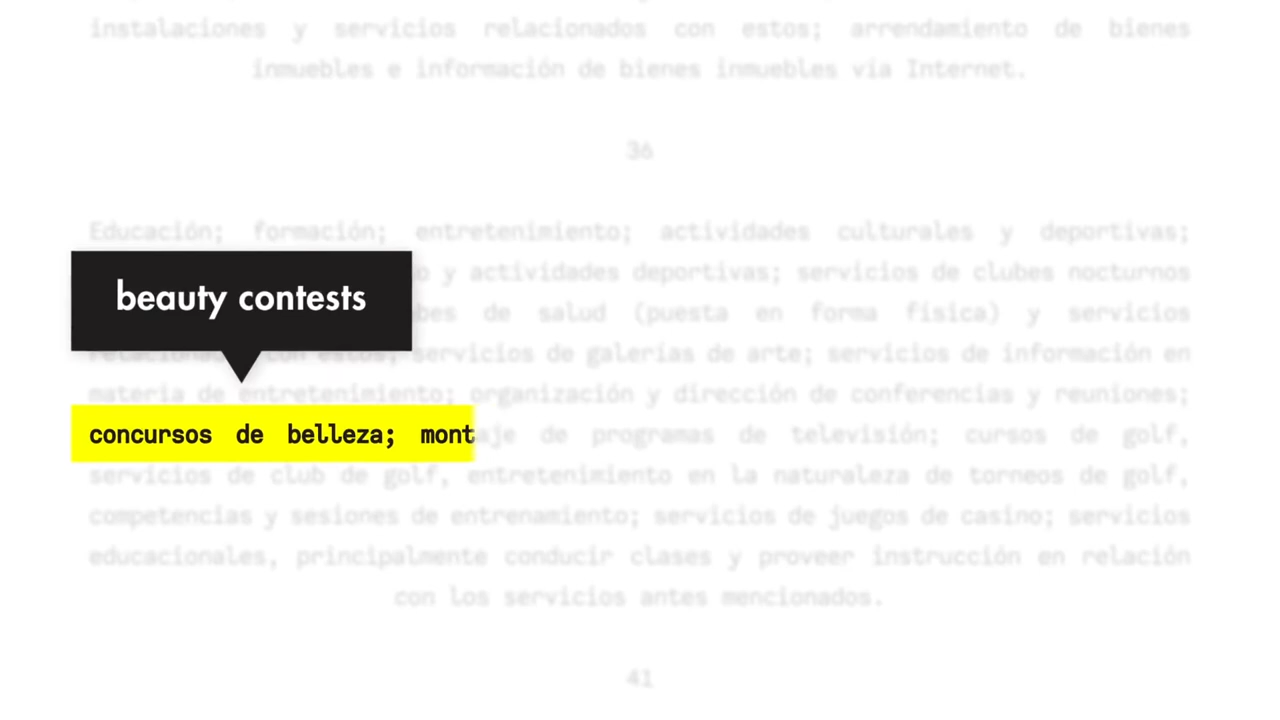 instalaciones y servicios relacionados con estos; arrendamiento de bienes
inmuebles e información de bienes inmuebles via Internet.
36
Educación; formación; entretenimiento; actividades culturales y deportivas;
beauty contests
y actividades deportivas; servicios de clubes nocturnos
de salud (puesta en forma física) y servicios
con estos; servicios de galerías de arte; servicios de información en
materia de entretenimiento; organización y dirección de conferencias y reuniones;
concursos de belleza; montaje de programas de televisión; cursos de golf,
servicios de club de golf, entretenimiento en la naturaleza de torneos de golf,
competencias y sesiones de entrenamiento; servicios de juegos de casino; servicios
educacionales, principalmente conducir clases y proveer instrucción en relación
con los servicios antes mencionados.
41